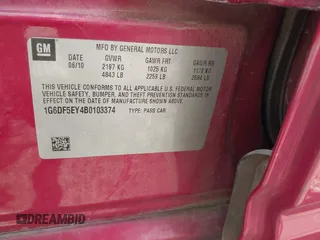 GM
MFD BY GENERAL MOTORS LLC
DATE GVWR GAWR FRT GAWR RR
06/10 2197 KG 1025 KG 1172 KG
4843 LB 2259 LB 2584 LB
THIS VEHICLE CONFORMS TO ALL APPLICABLE U.S. FEDERAL MOTOR
VEHICLE SAFETY, BUMPER, AND THEFT PREVENTION STANDARDS IN
EFFECT ON THE DATE OF MANUFACTURE SHOWN ABOVE.
1G6DF5EY4B0103374 TYPE: PASS CAR
DREAMBID